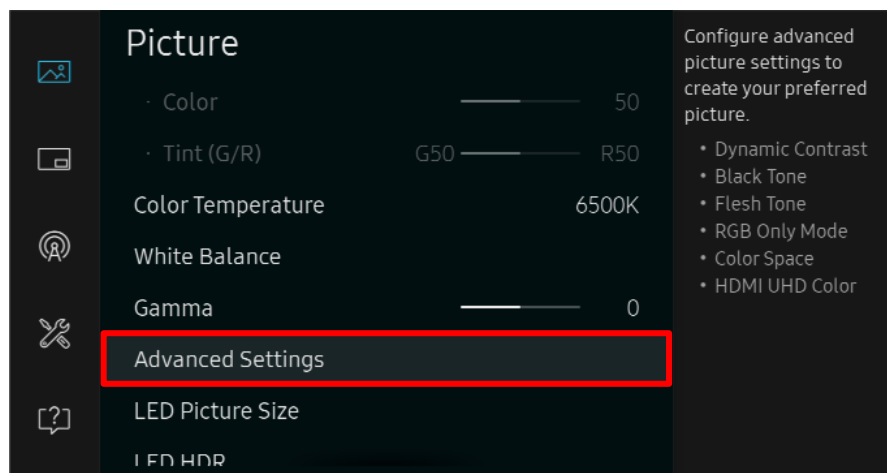 Picture
· Color 50
· Tint (G/R) G50 R50
Color Temperature 6500K
White Balance
Gamma 0
Advanced Settings
LED Picture Size
LED HDR
Configure advanced
picture settings to
create your preferred
picture.
• Dynamic Contrast
• Black Tone
• Flesh Tone
• RGB Only Mode
• Color Space
• HDMI UHD Color